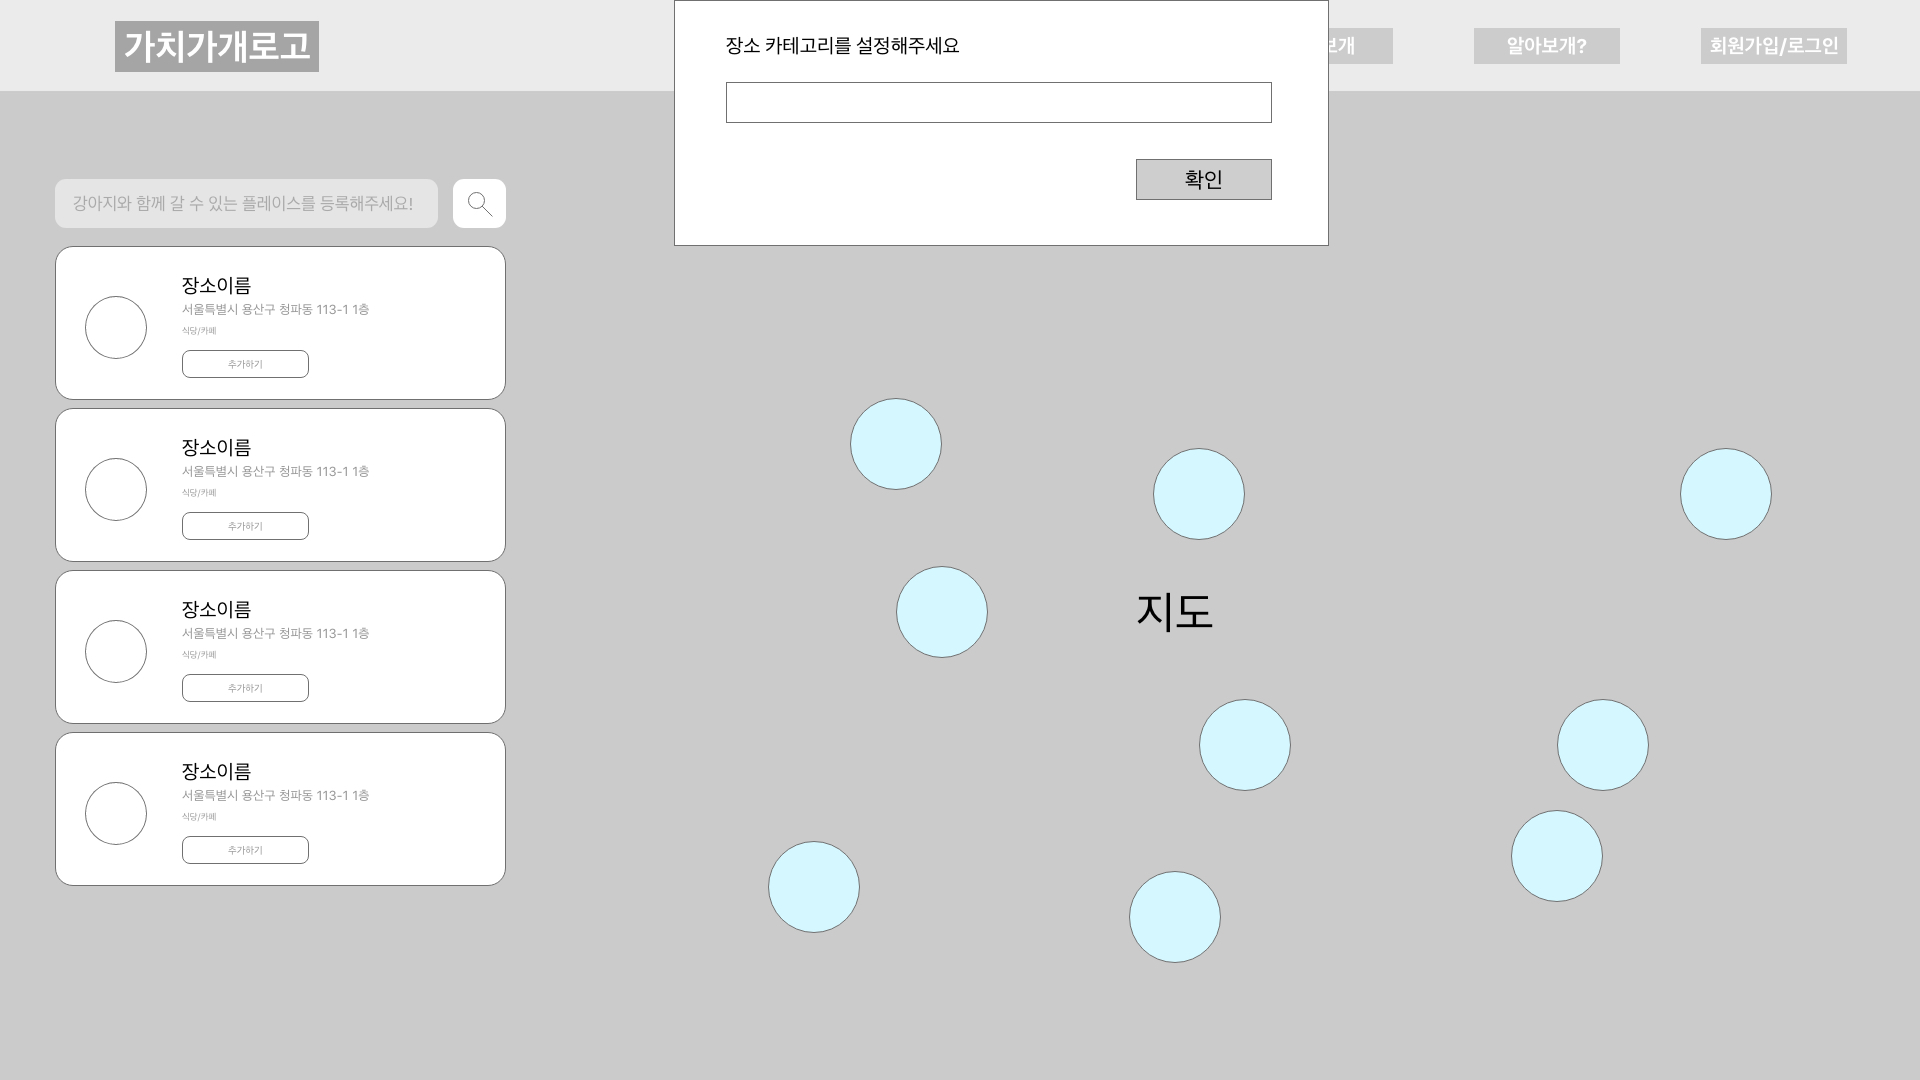 가치가개로고
장소 카테고리를 설정해주세요
확인
알아보개?
회원가입/로그인
강아지와 함께 갈 수 있는 플레이스를 등록해주세요!
장소이름
서울특별시 용산구 청파동 113-1 1층
식당/카페
추가하기
장소이름
서울특별시 용산구 청파동 113-1 1층
식당/카페
추가하기
장소이름
서울특별시 용산구 청파동 113-1 1층
식당/카페
추가하기
장소이름
서울특별시 용산구 청파동 113-1 1층
식당/카페
추가하기
지도